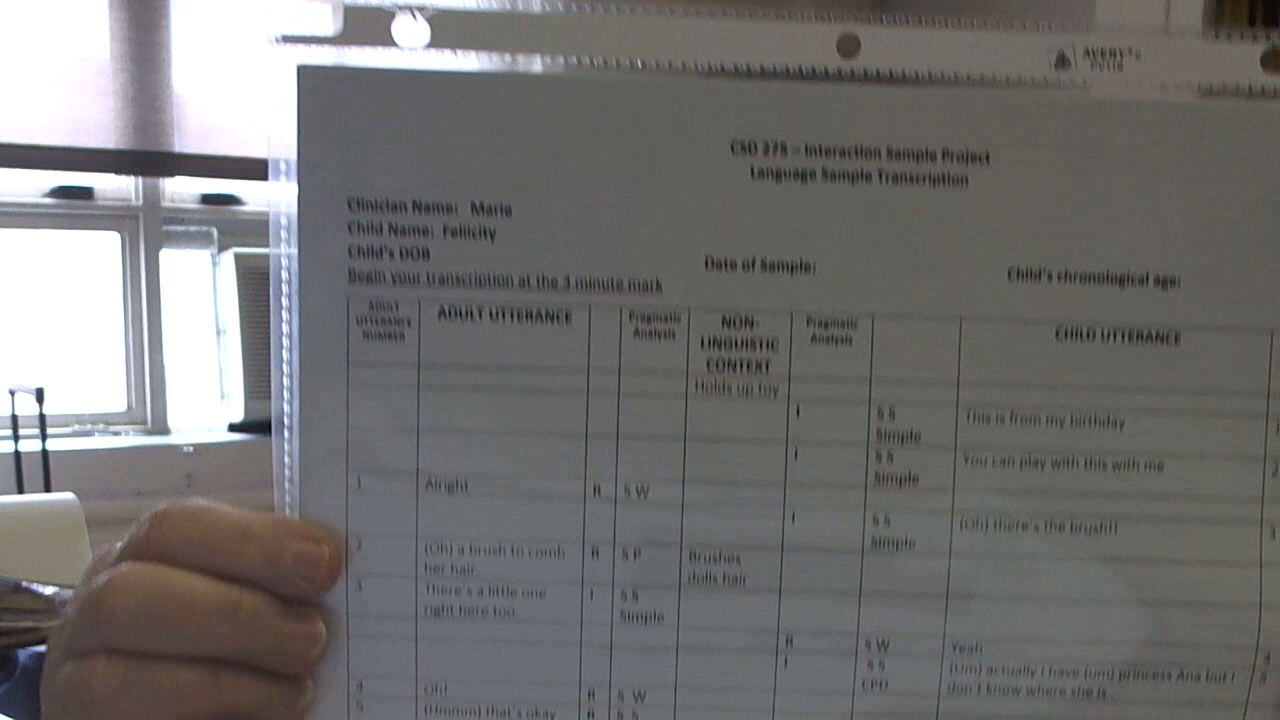 AVERY
CSD 275 – Interaction Sample Project
Language Sample Transcription
Clinician Name: Marie
Child Name: Felicity
Child's DOB
Date of Sample:
Child's chronological age:
Begin your transcription at the 3 minute mark
ADULT UTTERANCE NUMBER
ADULT UTTERANCE
Pragmatic Analysis
NON-LINGUISTIC CONTEXT
Pragmatic Analysis
CHILD UTTERANCE
Holds up toy
I S S Simple This is from my birthday 1
I S S Simple You can play with this with me 2
1 Alright R S W
I S S Simple (Oh) there's the brush!! 3
2 (Oh) a brush to comb her hair. R S P Brushes dolls hair
3 There's a little one right here too. I S S Simple
R S W Yeah 4
I S S CPD (Um) actually I have (um) princess Ana but I don't know where she is. 5
4 Oh! R S W
5 (Hmmm) that's okay R S S